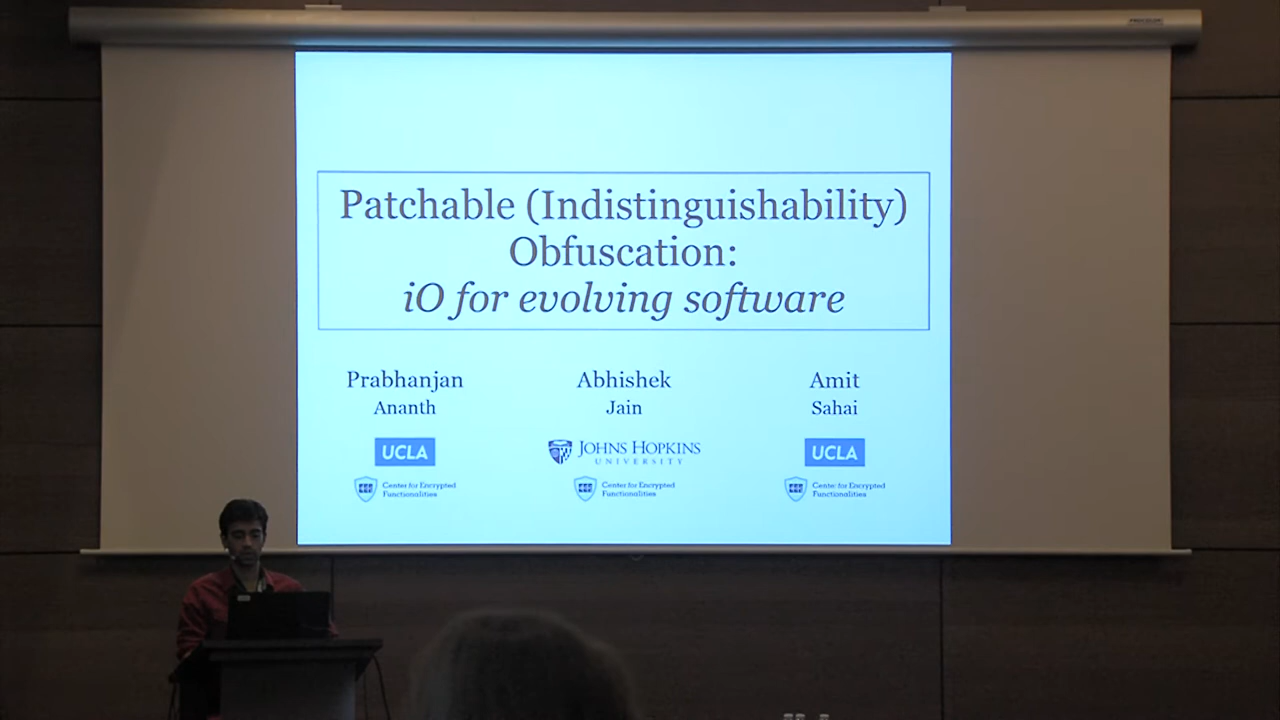 Patchable (Indistinguishability)
Obfuscation:
iO for evolving software
Prabhanjan
Ananth
Abhishek
Jain
Amit
Sahai
UCLA
JOHNS HOPKINS
UNIVERSITY
UCLA
Center for Encrypted
Functionalities
Center for Encrypted
Functionalities
Center for Encrypted
Functionalities